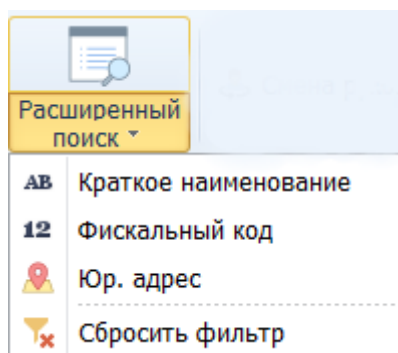 Расширенный
поиск
AB Краткое наименование
12 Фискальный код
Юр. адрес
Сбросить фильтр